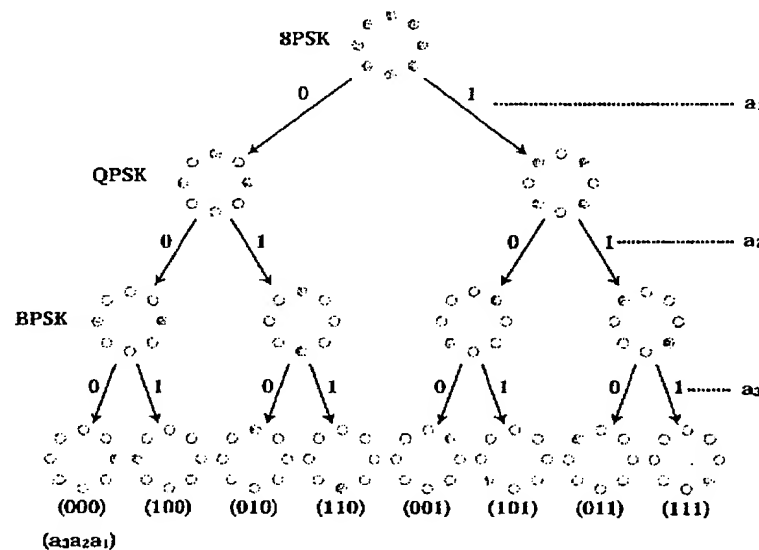 8PSK
0 1 a₁
QPSK
0 1 0 1 a₂
BPSK
0 1 0 1 0 1 0 1 a₃
(000) (100) (010) (110) (001) (101) (011) (111)
(a₃a₂a₁)